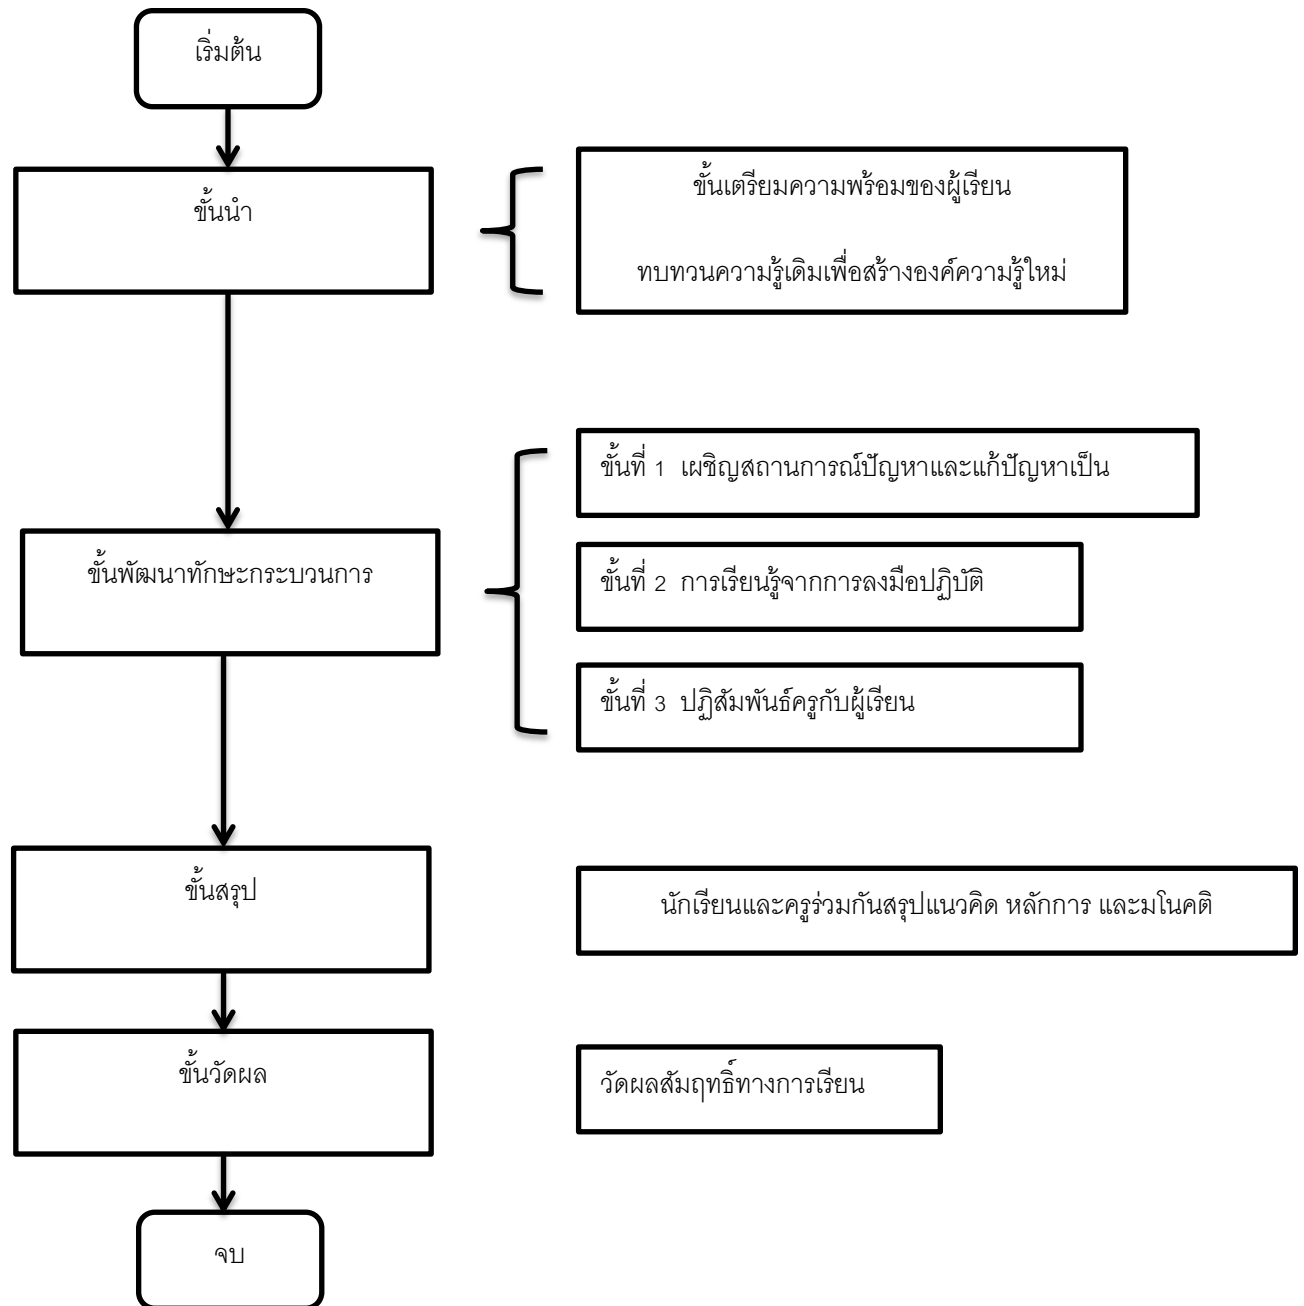 เริ่มต้น
ขั้นนำ
ขั้นเตรียมความพร้อมของผู้เรียน
ทบทวนความรู้เดิมเพื่อสร้างองค์ความรู้ใหม่
ขั้นพัฒนาทักษะกระบวนการ
ขั้นที่ 1 เผชิญสถานการณ์ปัญหาและแก้ปัญหาเป็น
ขั้นที่ 2 การเรียนรู้จากการลงมือปฏิบัติ
ขั้นที่ 3 ปฏิสัมพันธ์ครูกับผู้เรียน
ขั้นสรุป
นักเรียนและครูร่วมกันสรุปแนวคิด หลักการ และมโนคติ
ขั้นวัดผล
วัดผลสัมฤทธิ์ทางการเรียน
จบ